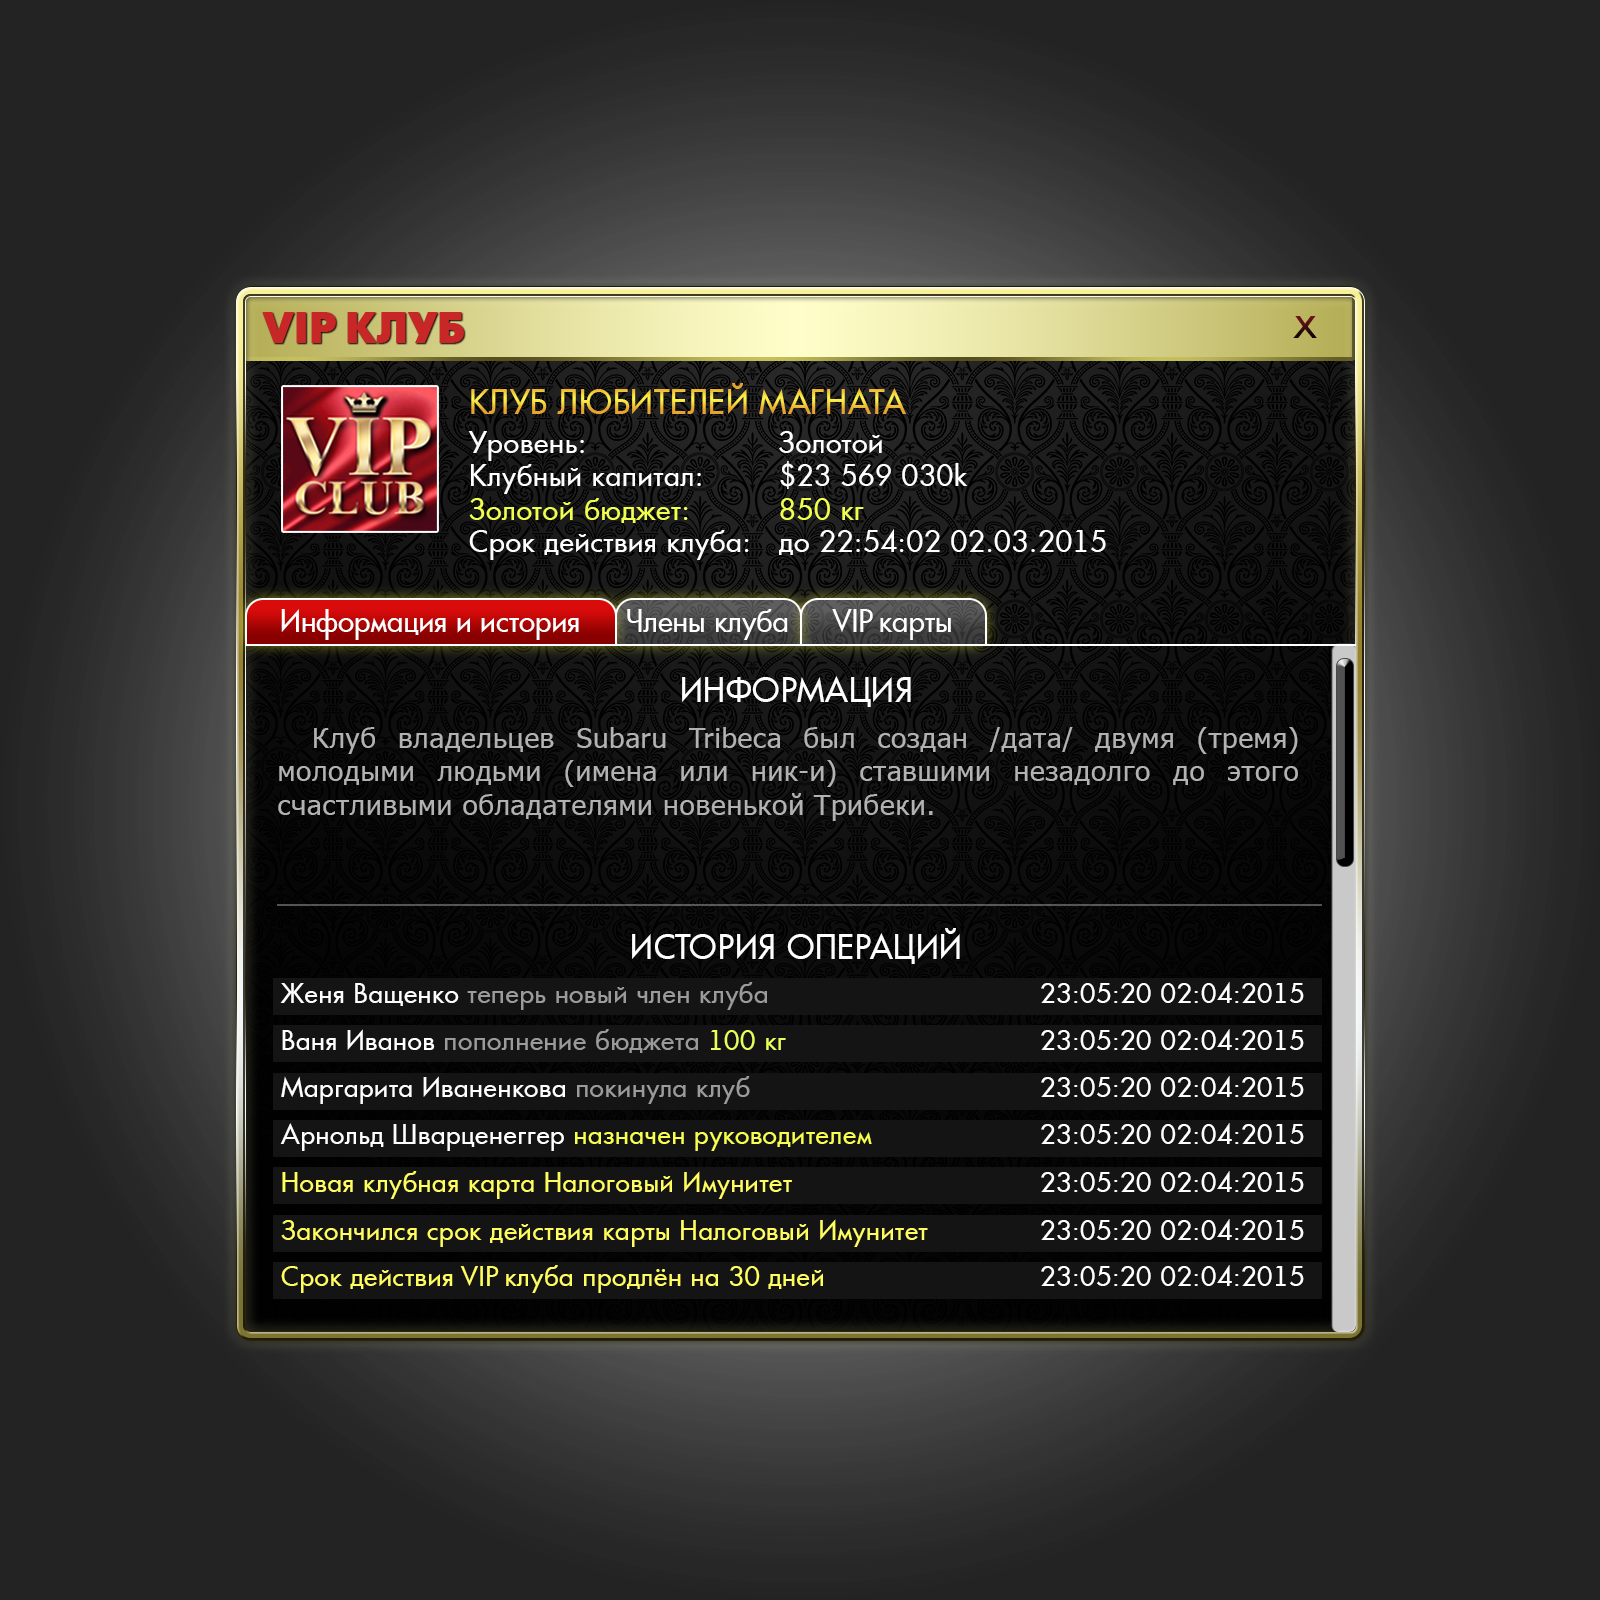 VIP КЛУБ X
VIP
CLUB
КЛУБ ЛЮБИТЕЛЕЙ МАГНАТА
Уровень: Золотой
Клубный капитал: $23 569 030k
Золотой бюджет: 850 кг
Срок действия клуба: до 22:54:02 02.03.2015
Информация и история Члены клуба VIP карты
ИНФОРМАЦИЯ
Клуб владельцев Subaru Tribeca был создан /дата/ двумя (тремя)
молодыми людьми (имена или ник-и) ставшими незадолго до этого
счастливыми обладателями новенькой Трибеки.
ИСТОРИЯ ОПЕРАЦИЙ
Женя Ващенко теперь новый член клуба 23:05:20 02:04:2015
Ваня Иванов пополнение бюджета 100 кг 23:05:20 02:04:2015
Маргарита Иваненкова покинула клуб 23:05:20 02:04:2015
Арнольд Шварценеггер назначен руководителем 23:05:20 02:04:2015
Новая клубная карта Налоговый Имунитет 23:05:20 02:04:2015
Закончился срок действия карты Налоговый Имунитет 23:05:20 02:04:2015
Срок действия VIP клуба продлён на 30 дней 23:05:20 02:04:2015